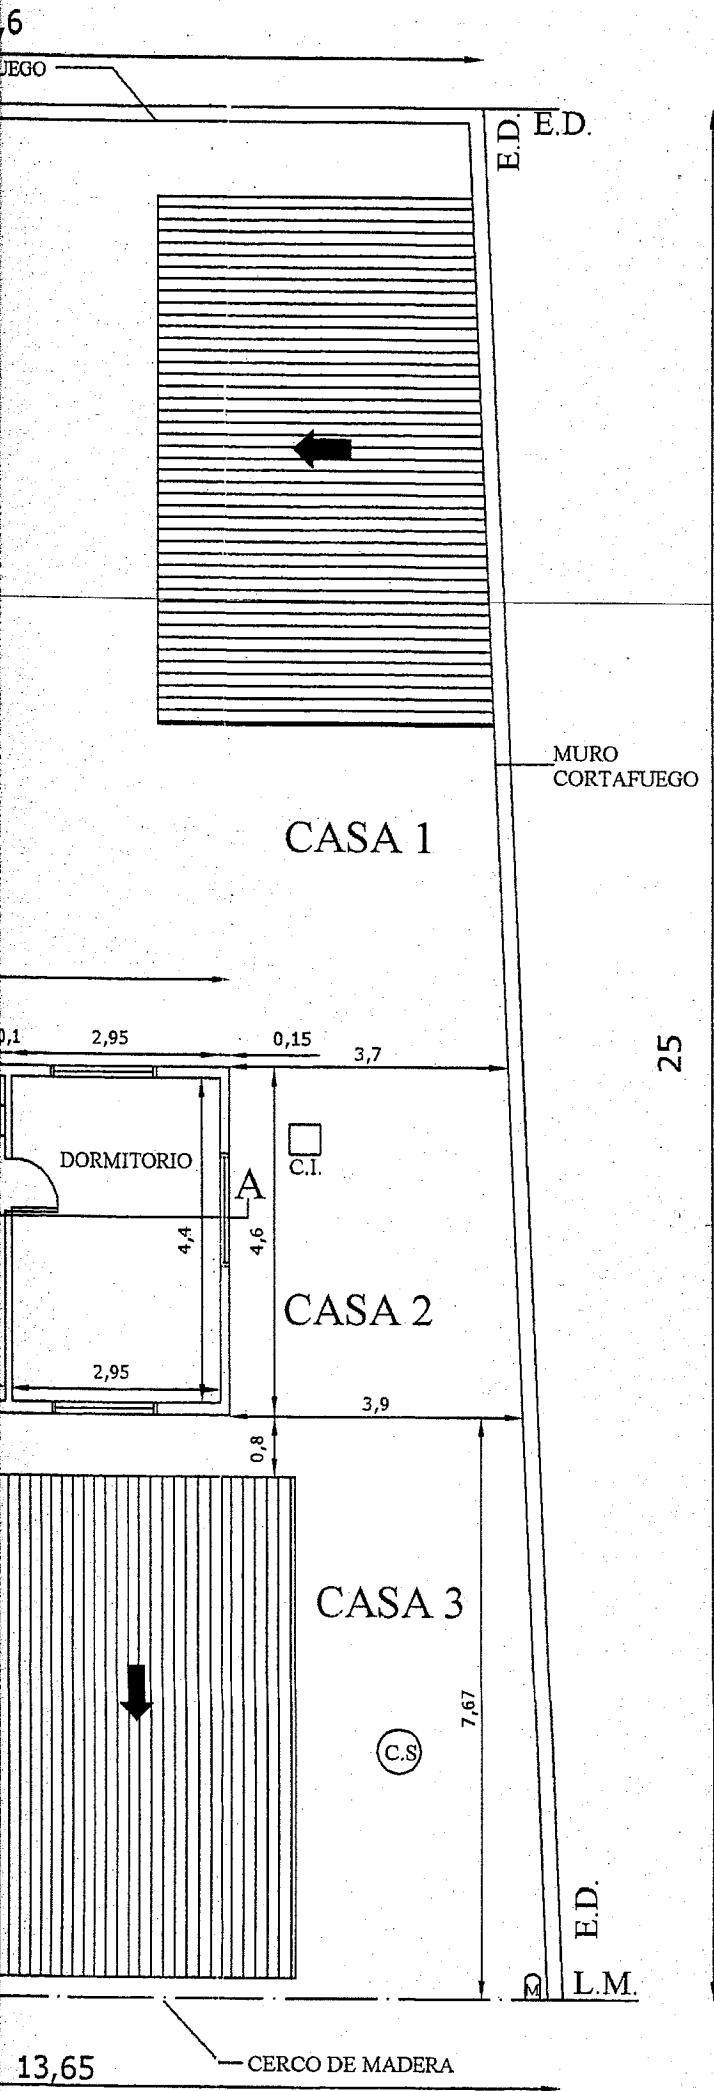 ,6
UEGO
E.D.
E.D.
MURO
CORTAFUEGO
CASA 1
25
0,1
2,95
0,15
3,7
DORMITORIO
C.I.
A
4,4
4,6
CASA 2
2,95
3,9
0,8
CASA 3
7,67
C.S
E.D.
M
L.M.
13,65
CERCO DE MADERA